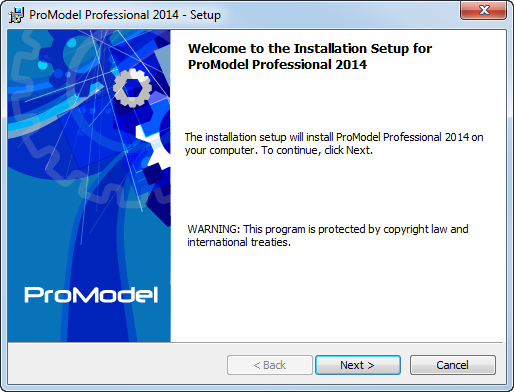 ProModel Professional 2014 - Setup
Welcome to the Installation Setup for
ProModel Professional 2014
The installation setup will install ProModel Professional 2014 on
your computer. To continue, click Next.
WARNING: This program is protected by copyright law and
international treaties.
ProModel
< Back
Next >
Cancel